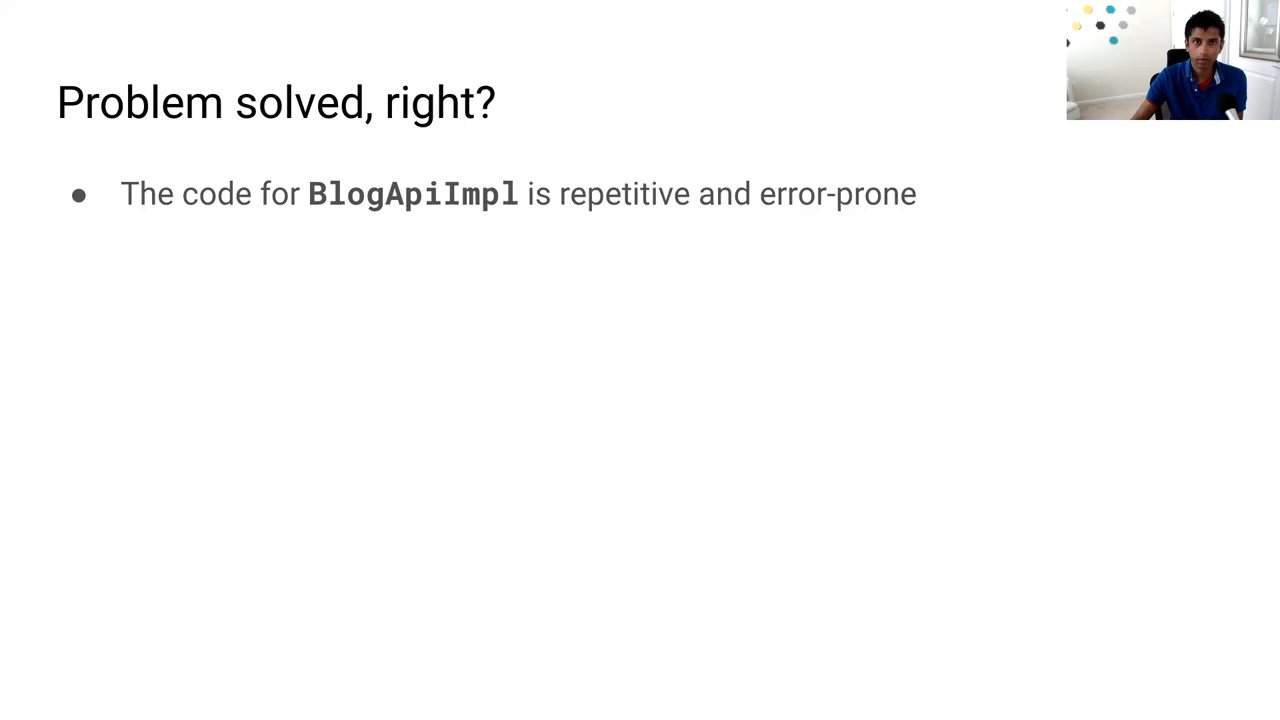 Problem solved, right?
● The code for BlogApiImpl is repetitive and error-prone